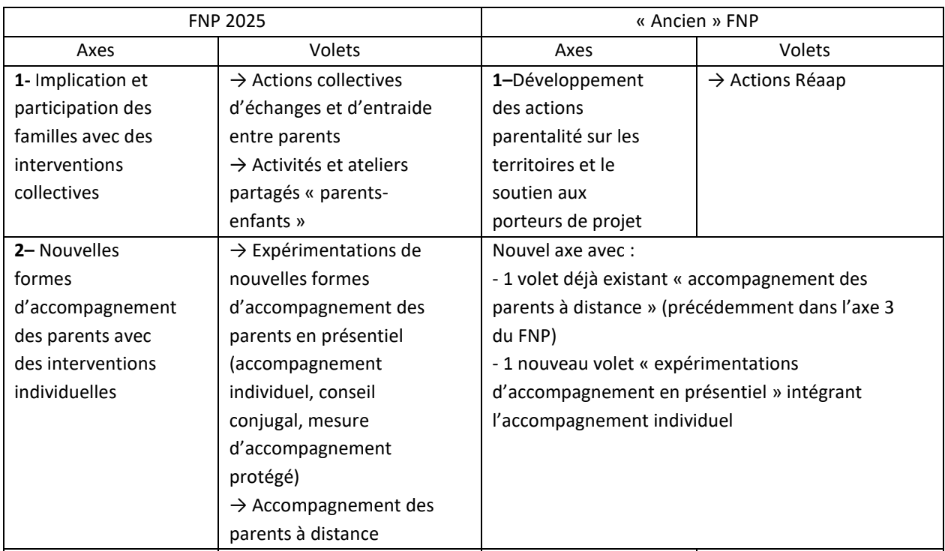 FNP 2025
« Ancien » FNP
Axes
Volets
Axes
Volets
1- Implication et
participation des
familles avec des
interventions
collectives
→ Actions collectives
d’échanges et d’entraide
entre parents
→ Activités et ateliers
partagés « parents-
enfants »
1–Développement
des actions
parentalité sur les
territoires et le
soutien aux
porteurs de projet
→ Actions Réaap
2– Nouvelles
formes
d’accompagnement
des parents avec
des interventions
individuelles
→ Expérimentations de
nouvelles formes
d’accompagnement des
parents en présentiel
(accompagnement
individuel, conseil
conjugal, mesure
d’accompagnement
protégé)
→ Accompagnement des
parents à distance
Nouvel axe avec :
- 1 volet déjà existant « accompagnement des
parents à distance » (précédemment dans l’axe 3
du FNP)
- 1 nouveau volet « expérimentations
d’accompagnement en présentiel » intégrant
l’accompagnement individuel